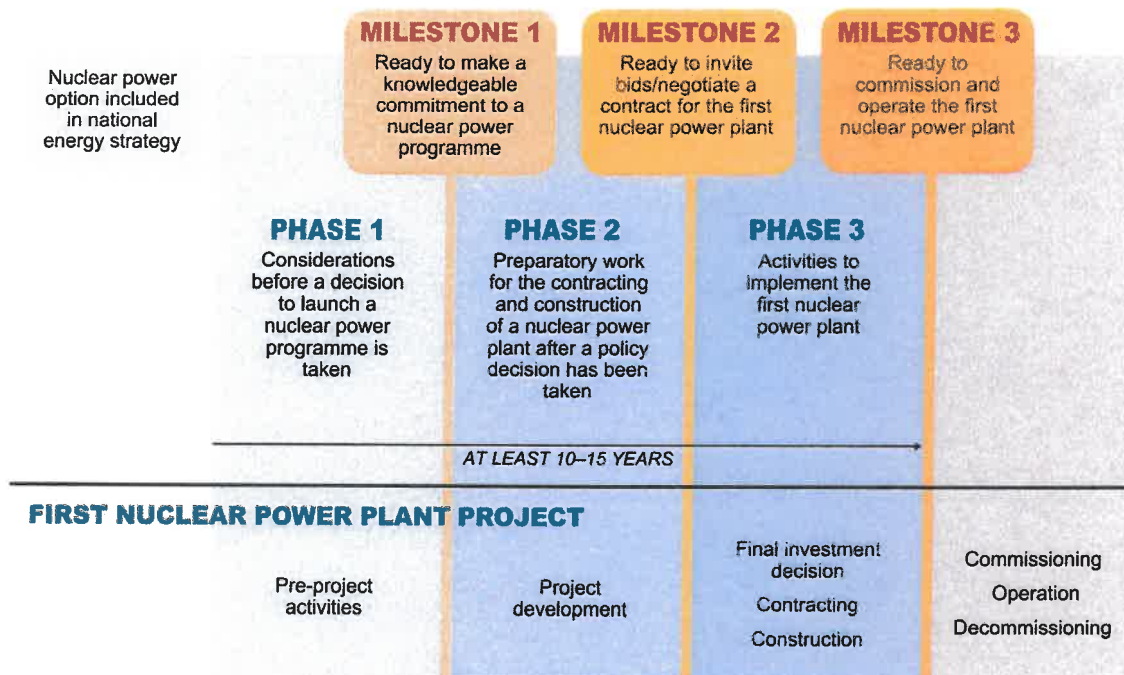 MILESTONE 1
Ready to make a
knowledgeable
commitment to a
nuclear power
programme
MILESTONE 2
Ready to invite
bids/negotiate a
contract for the first
nuclear power plant
MILESTONE 3
Ready to
commission and
operate the first
nuclear power plant
Nuclear power
option included
in national
energy strategy
PHASE 1
Considerations
before a decision
to launch a
nuclear power
programme is
taken
PHASE 2
Preparatory work
for the contracting
and construction
of a nuclear power
plant after a policy
decision has been
taken
PHASE 3
Activities to
implement the
first nuclear
power plant
AT LEAST 10–15 YEARS
FIRST NUCLEAR POWER PLANT PROJECT
Pre-project
activities
Project
development
Final investment
decision
Contracting
Construction
Commissioning
Operation
Decommissioning